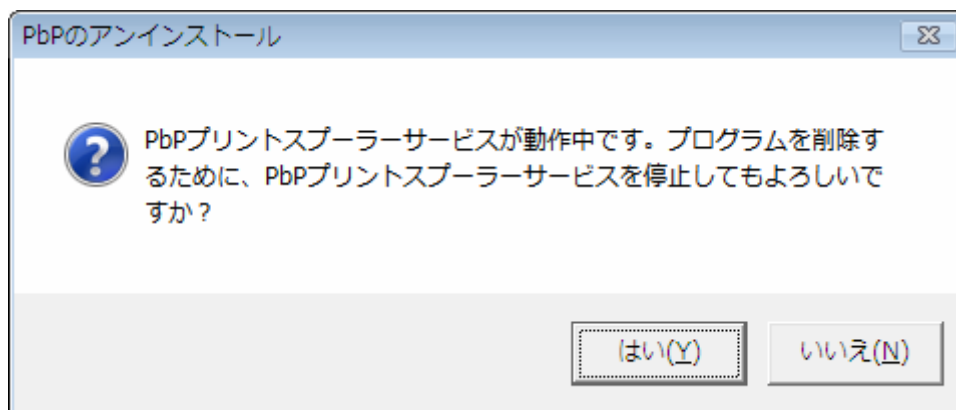 PbPのアンインストール
PbPプリントスプーラーサービスが動作中です。プログラムを削除す
るために、PbPプリントスプーラーサービスを停止してもよろしいで
すか？
はい(Y)
いいえ(N)